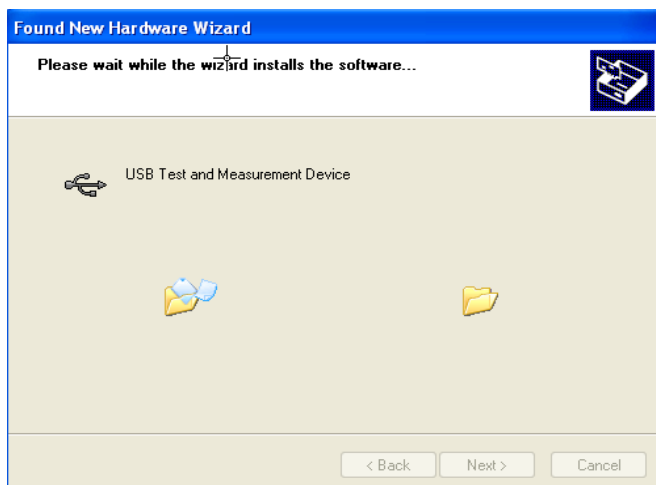 Found New Hardware Wizard
Please wait while the wizard installs the software...
USB Test and Measurement Device
< Back
Next >
Cancel